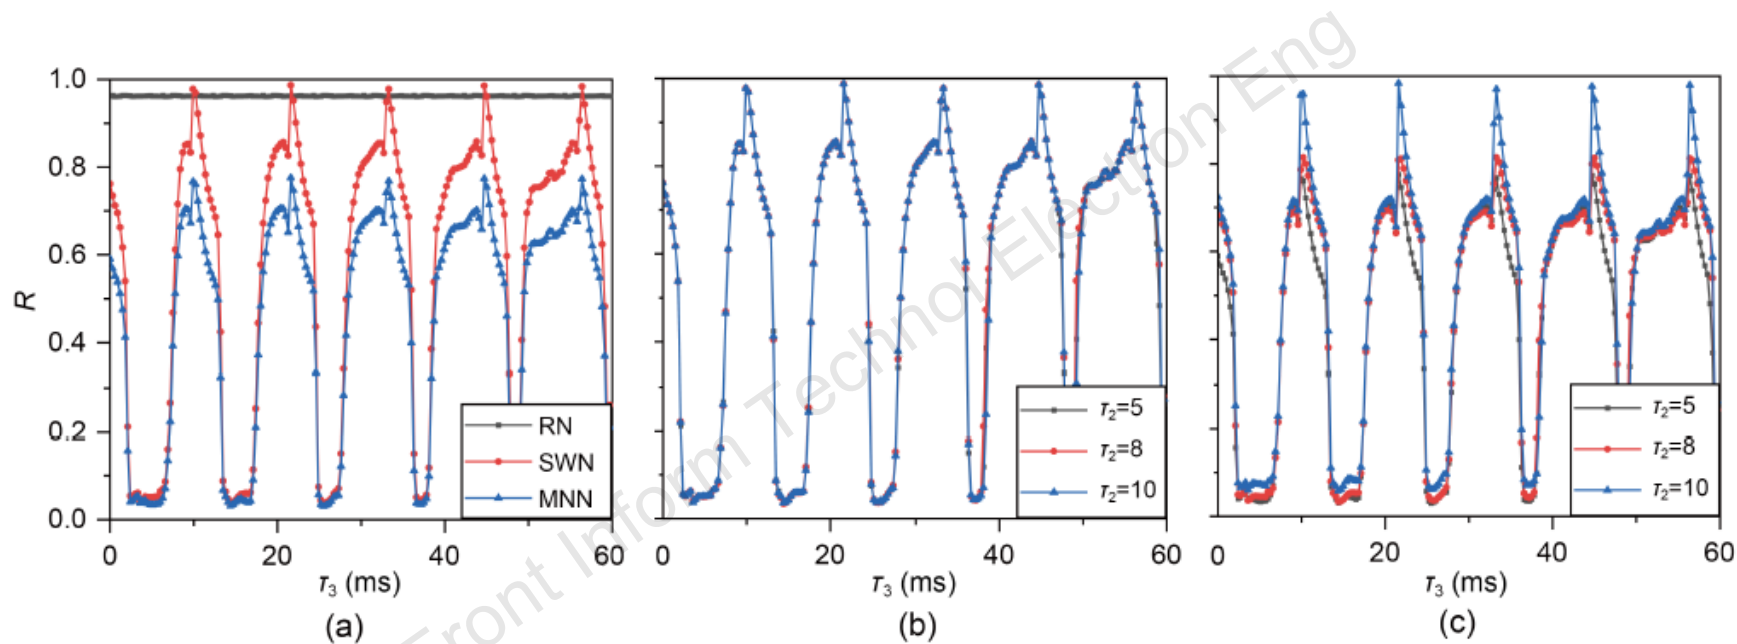 1.0
0.8
0.6
0.4
0.2
0.0
R
0 20 40 60
τ3 (ms)
(a)
RN
SWN
MNN
0 20 40 60
τ3 (ms)
(b)
τ2=5
τ2=8
τ2=10
0 20 40 60
τ3 (ms)
(c)
τ2=5
τ2=8
τ2=10
Front Inform Technol Electron Eng